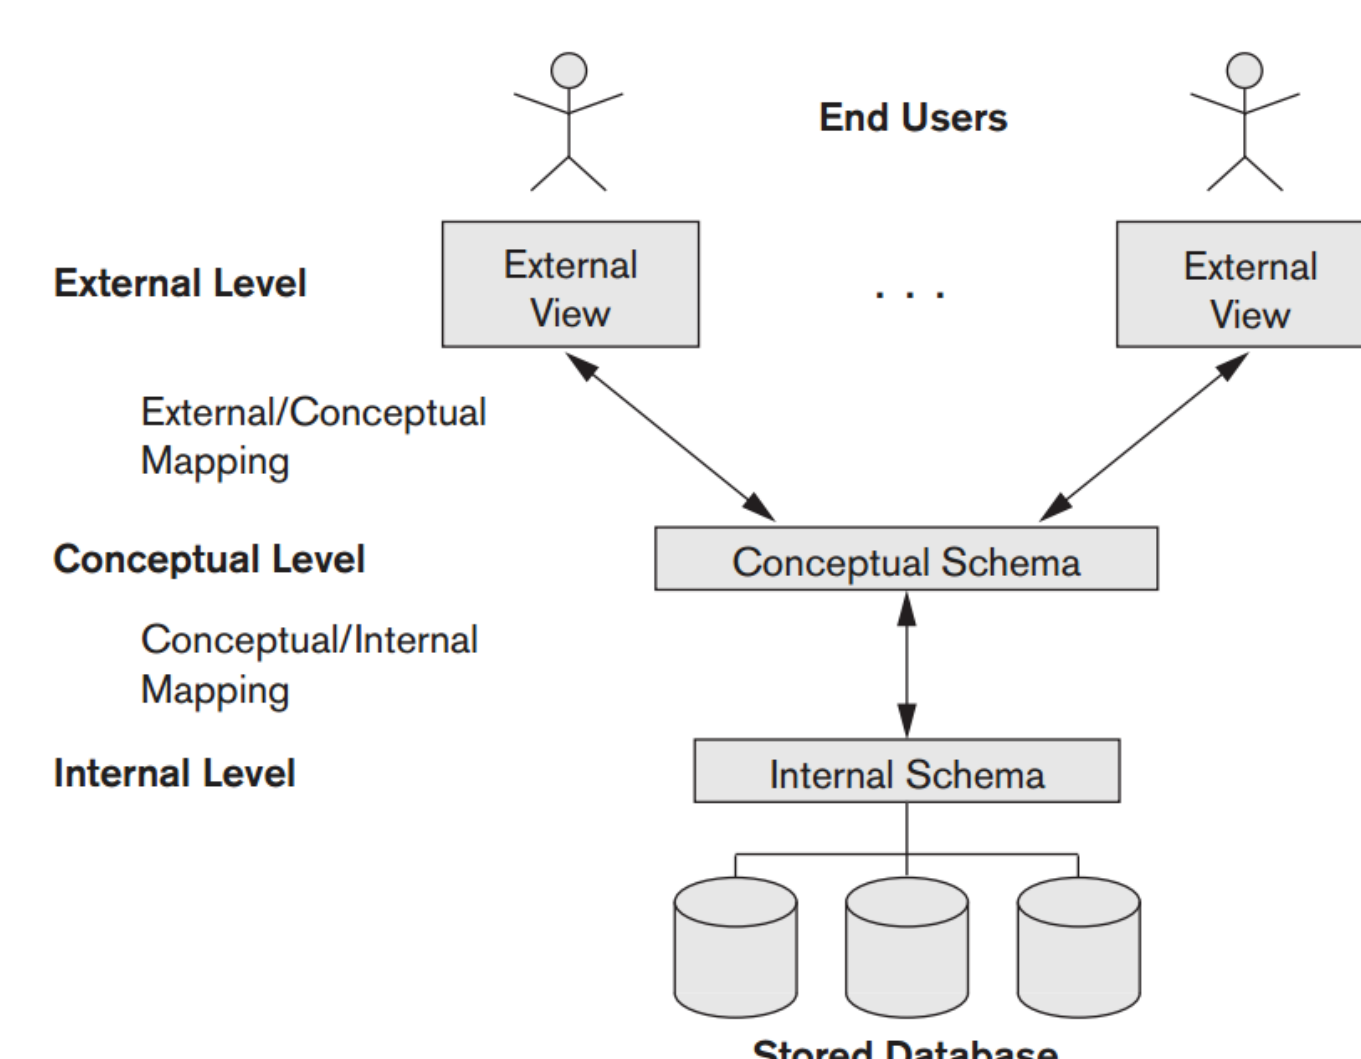 End Users
External Level
External
View
. . .
External
View
External/Conceptual
Mapping
Conceptual Level
Conceptual Schema
Conceptual/Internal
Mapping
Internal Level
Internal Schema
Stored Database